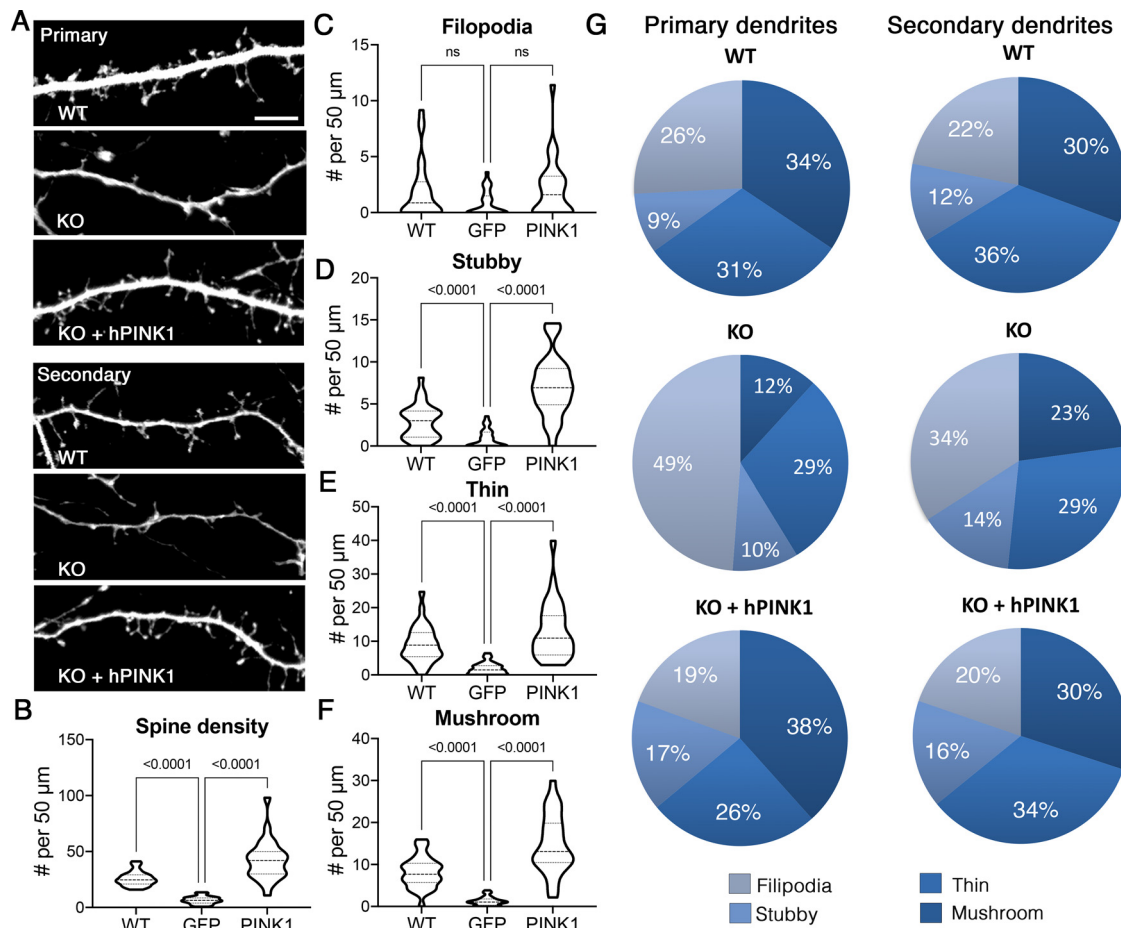 A
Primary
WT
KO
KO + hPINK1
Secondary
WT
KO
KO + hPINK1
B
Spine density
# per 50 µm
150
100
50
0
<0.0001 <0.0001
WT GFP PINK1
C
Filopodia
# per 50 µm
15
10
5
0
ns ns
WT GFP PINK1
D
Stubby
# per 50 µm
20
15
10
5
0
<0.0001 <0.0001
WT GFP PINK1
E
Thin
# per 50 µm
50
40
30
20
10
0
<0.0001 <0.0001
WT GFP PINK1
F
Mushroom
# per 50 µm
40
30
20
10
0
<0.0001 <0.0001
WT GFP PINK1
G
Primary dendrites Secondary dendrites
WT WT
26% 34% 9% 31%
22% 30% 12% 36%
KO KO
12% 49% 29% 10%
23% 34% 14% 29%
KO + hPINK1 KO + hPINK1
19% 38% 17% 26%
20% 30% 16% 34%
Filopodia Thin
Stubby Mushroom